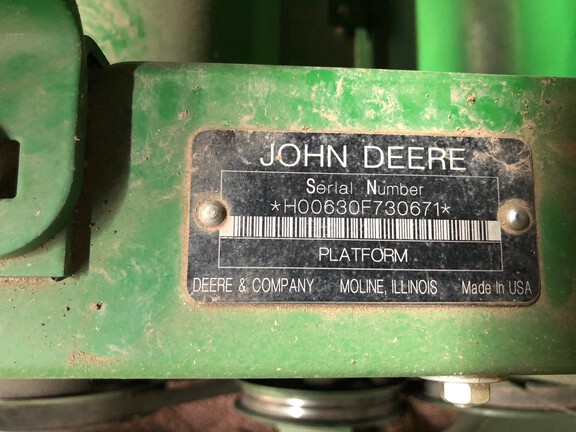 JOHN DEERE
Serial Number
*H00630F730671*
PLATFORM
DEERE & COMPANY MOLINE, ILLINOIS Made In USA